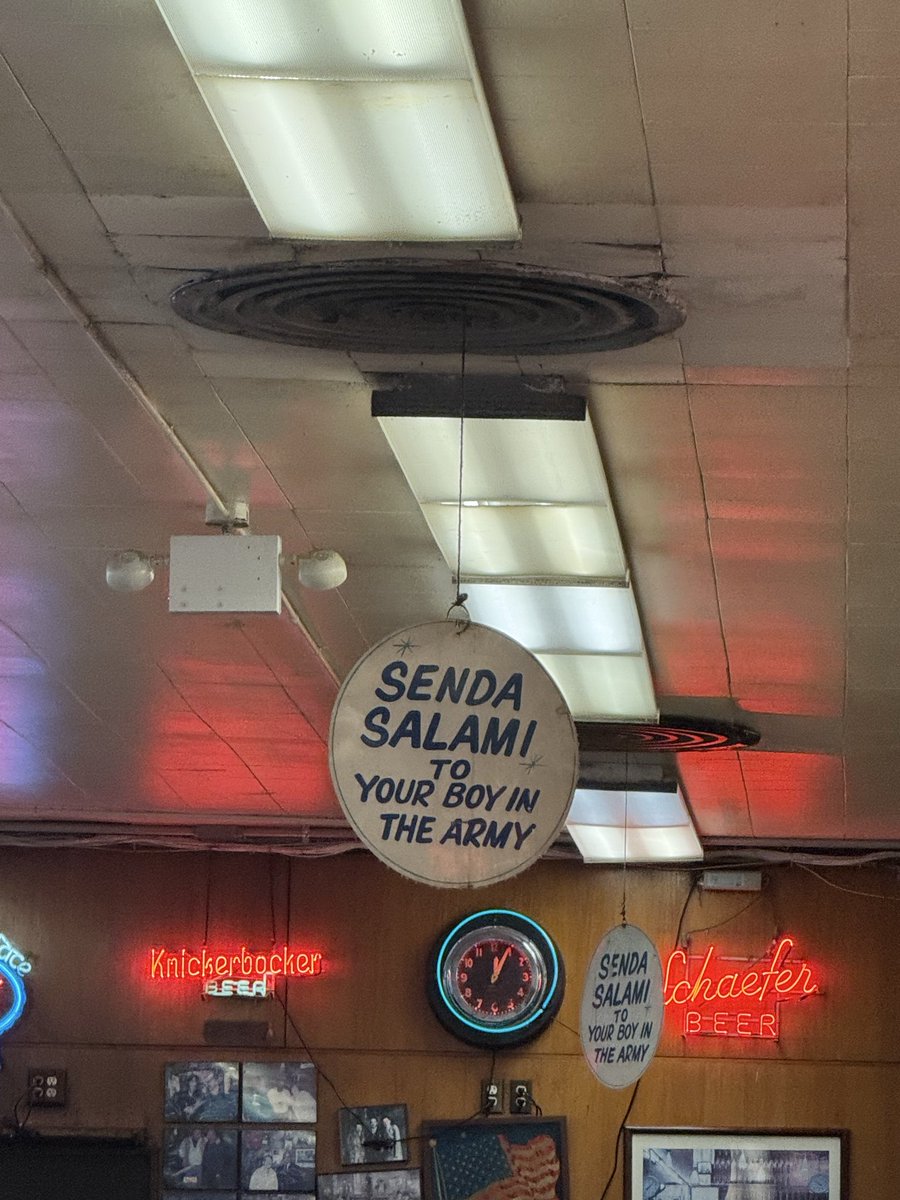 SENDA
SALAMI
TO
YOUR BOY IN
THE ARMY
Knickerbocker
BEER
SENDA
SALAMI
TO
YOUR BOY IN
THE ARMY
Schaefer
BEER